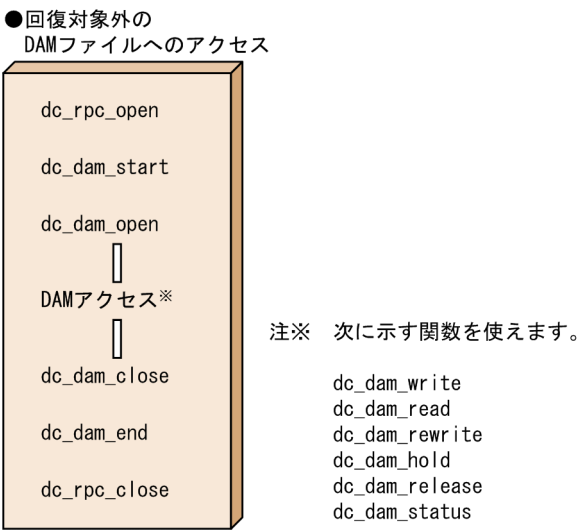 ●回復対象外の
DAMファイルへのアクセス
dc_rpc_open
dc_dam_start
dc_dam_open
DAMアクセス※
dc_dam_close
dc_dam_end
dc_rpc_close
注※　次に示す関数を使えます。
dc_dam_write
dc_dam_read
dc_dam_rewrite
dc_dam_hold
dc_dam_release
dc_dam_status